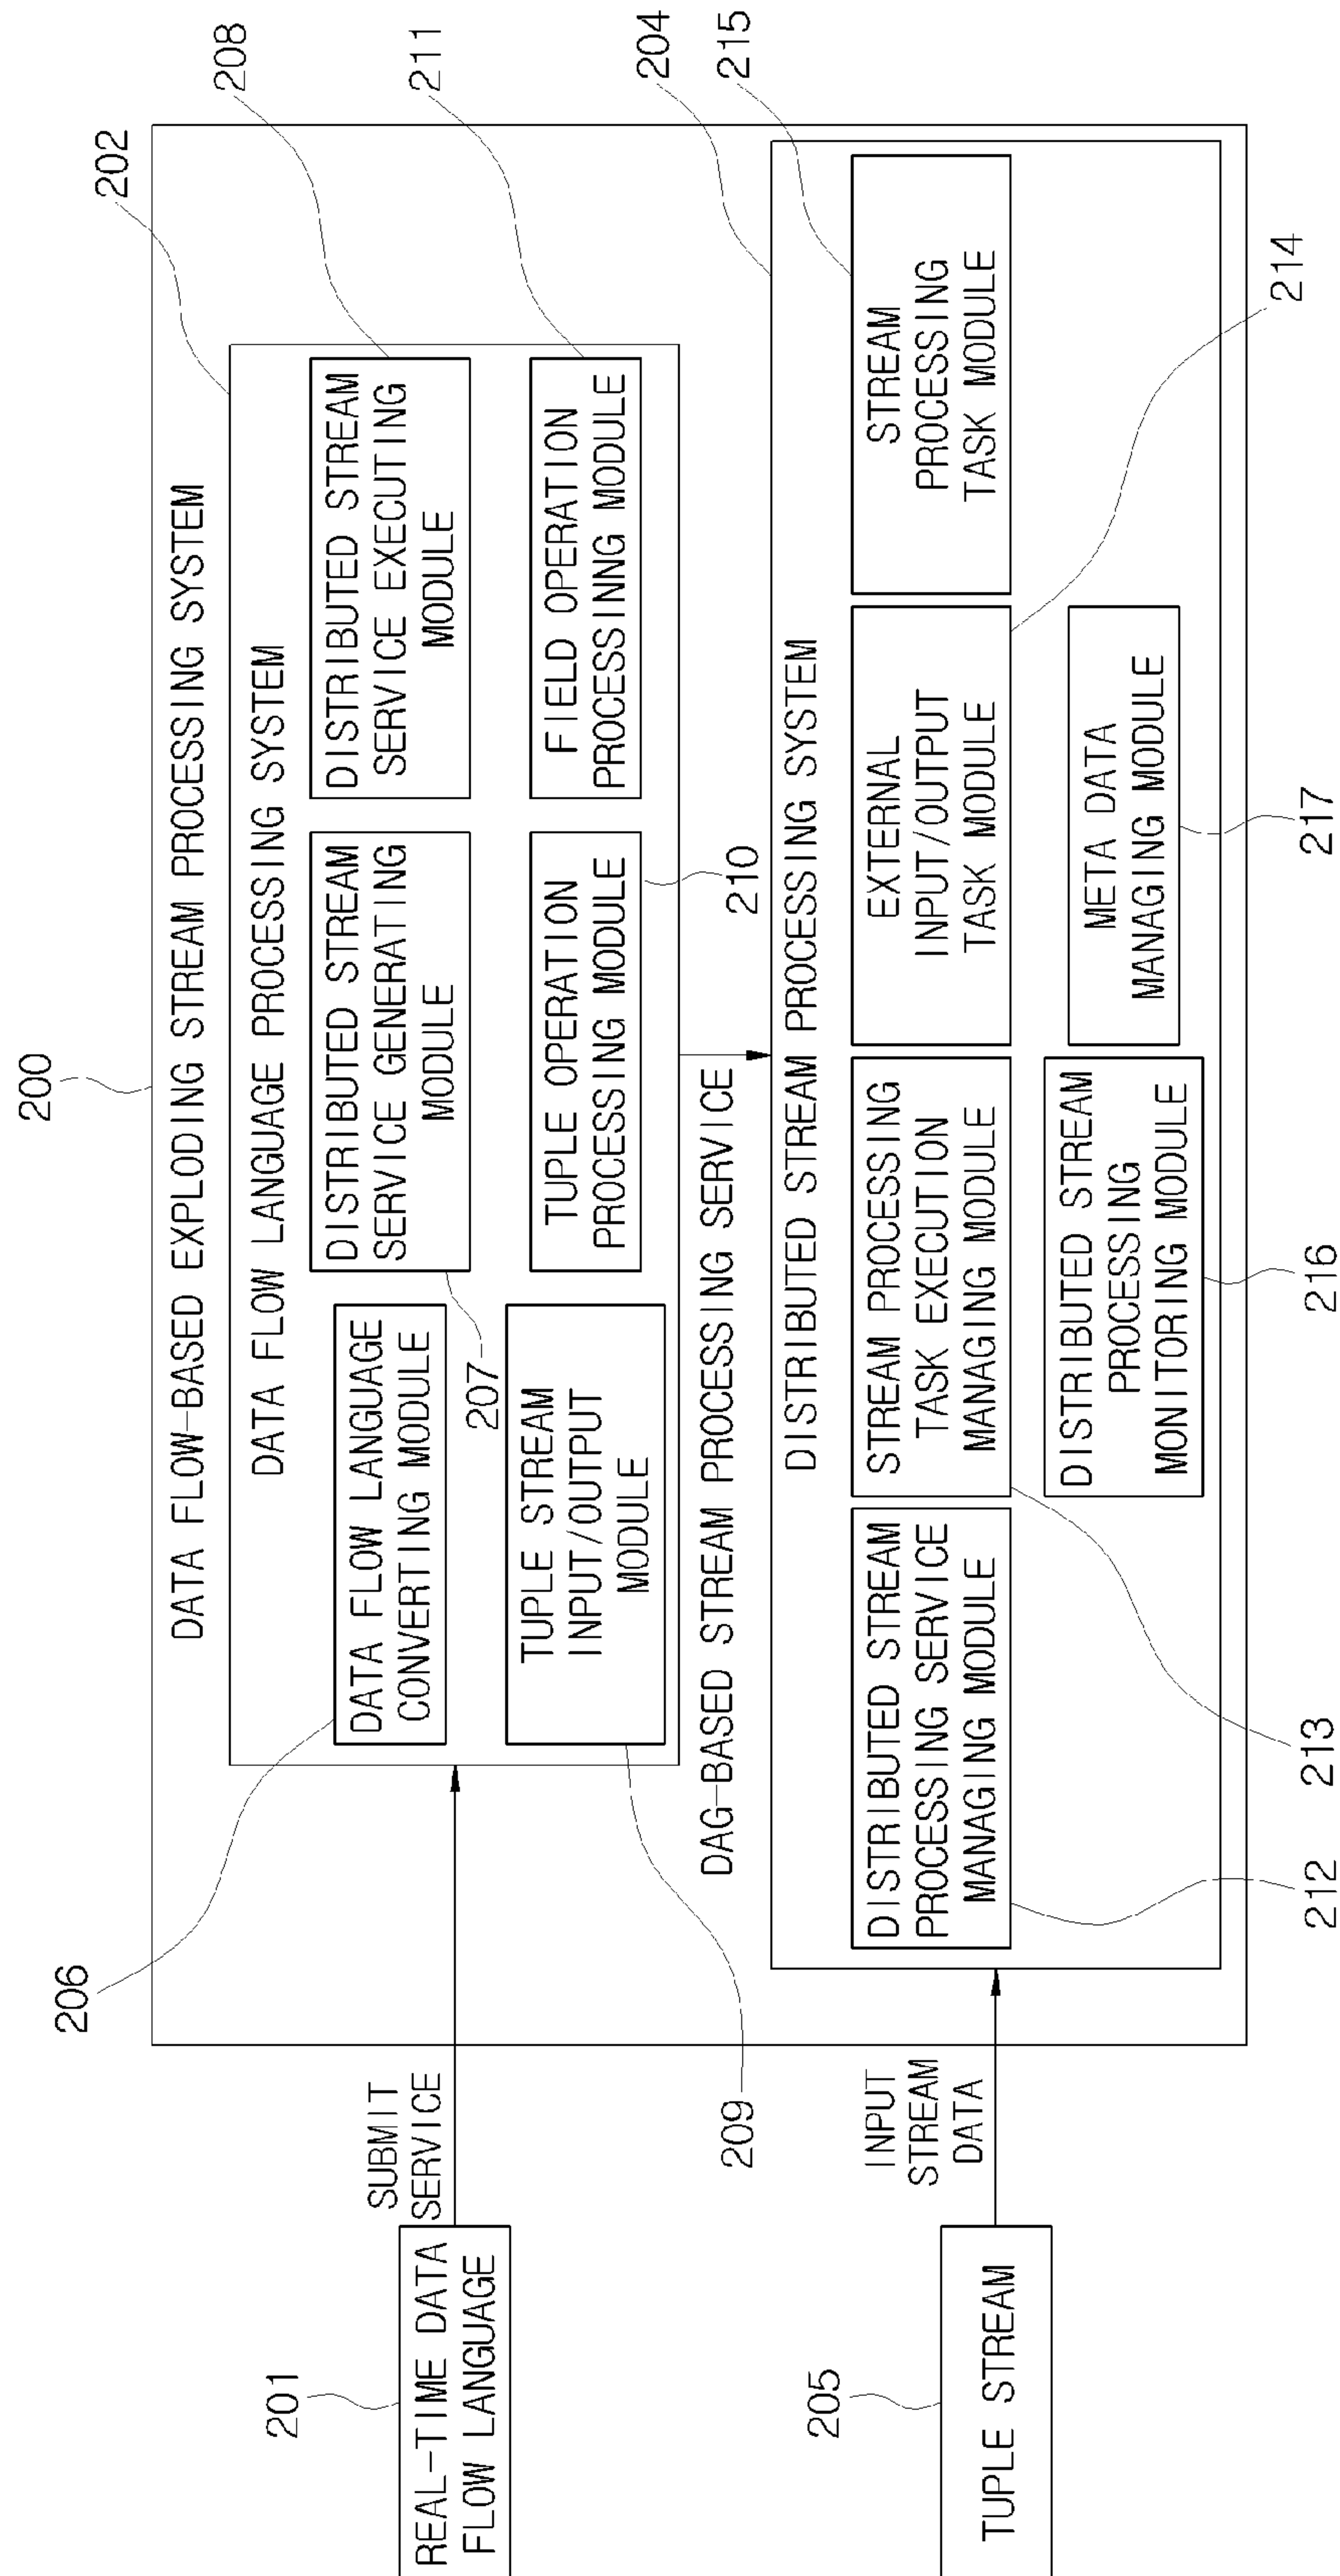 200
DATA FLOW-BASED EXPLODING STREAM PROCESSING SYSTEM
202
DATA FLOW LANGUAGE PROCESSING SYSTEM
206
DATA FLOW LANGUAGE
CONVERTING MODULE
207
DISTRIBUTED STREAM
SERVICE GENERATING
MODULE
208
DISTRIBUTED STREAM
SERVICE EXECUTING
MODULE
209
TUPLE STREAM
INPUT/OUTPUT
MODULE
210
TUPLE OPERATION
PROCESSING MODULE
211
FIELD OPERATION
PROCESSINNG MODULE
201
REAL-TIME DATA
FLOW LANGUAGE
SUBMIT
SERVICE
DAG-BASED STREAM PROCESSING SERVICE
204
DISTRIBUTED STREAM PROCESSING SYSTEM
205
TUPLE STREAM
INPUT
STREAM
DATA
DISTRIBUTED STREAM
PROCESSING SERVICE
MANAGING MODULE
212
STREAM PROCESSING
TASK EXECUTION
MANAGING MODULE
213
EXTERNAL
INPUT/OUTPUT
TASK MODULE
214
STREAM
PROCESSING
TASK MODULE
215
DISTRIBUTED STREAM
PROCESSING
MONITORING MODULE
216
META DATA
MANAGING MODULE
217